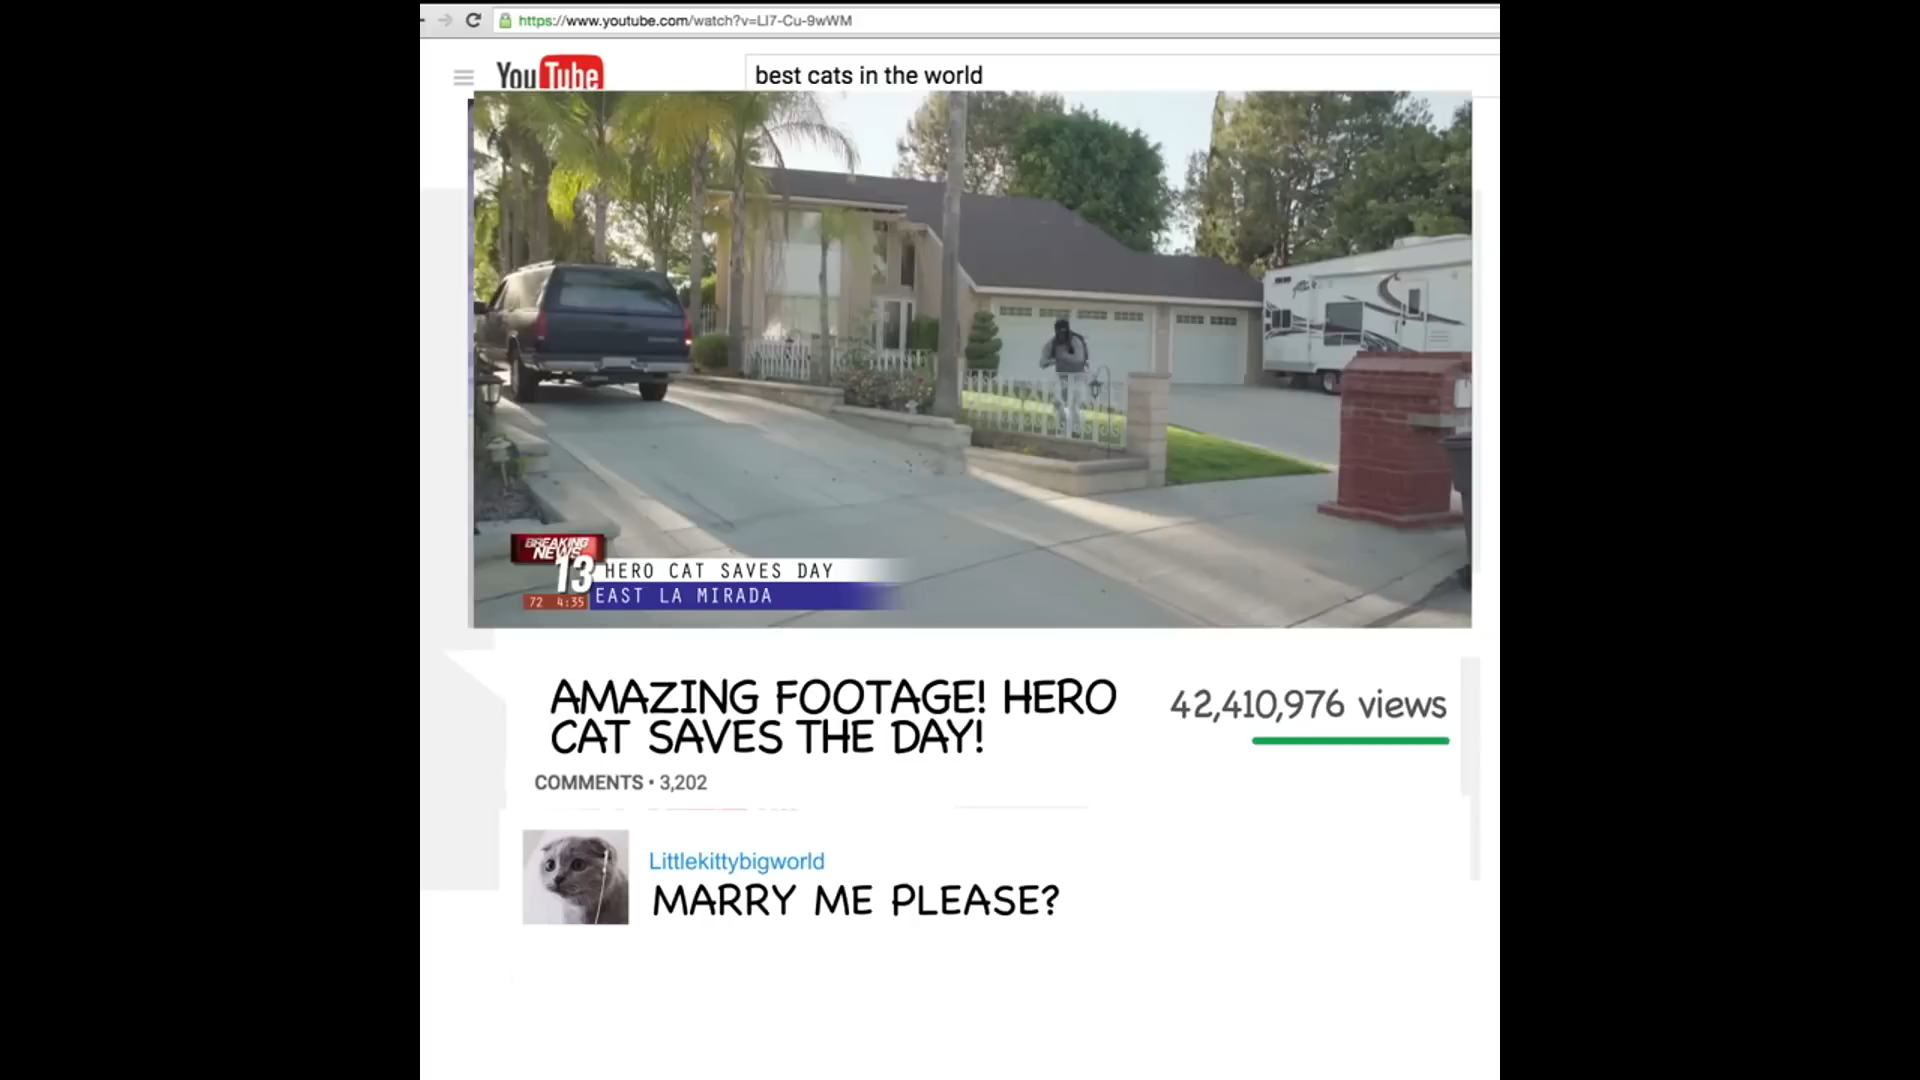 https://www.youtube.com/watch?v=LI7-Cu-9wWM
YouTube
best cats in the world
BREAKING
NEWS
13
HERO CAT SAVES DAY
72 4:35
EAST LA MIRADA
AMAZING FOOTAGE! HERO
CAT SAVES THE DAY!
42,410,976 views
COMMENTS • 3,202
Littlekittybigworld
MARRY ME PLEASE?